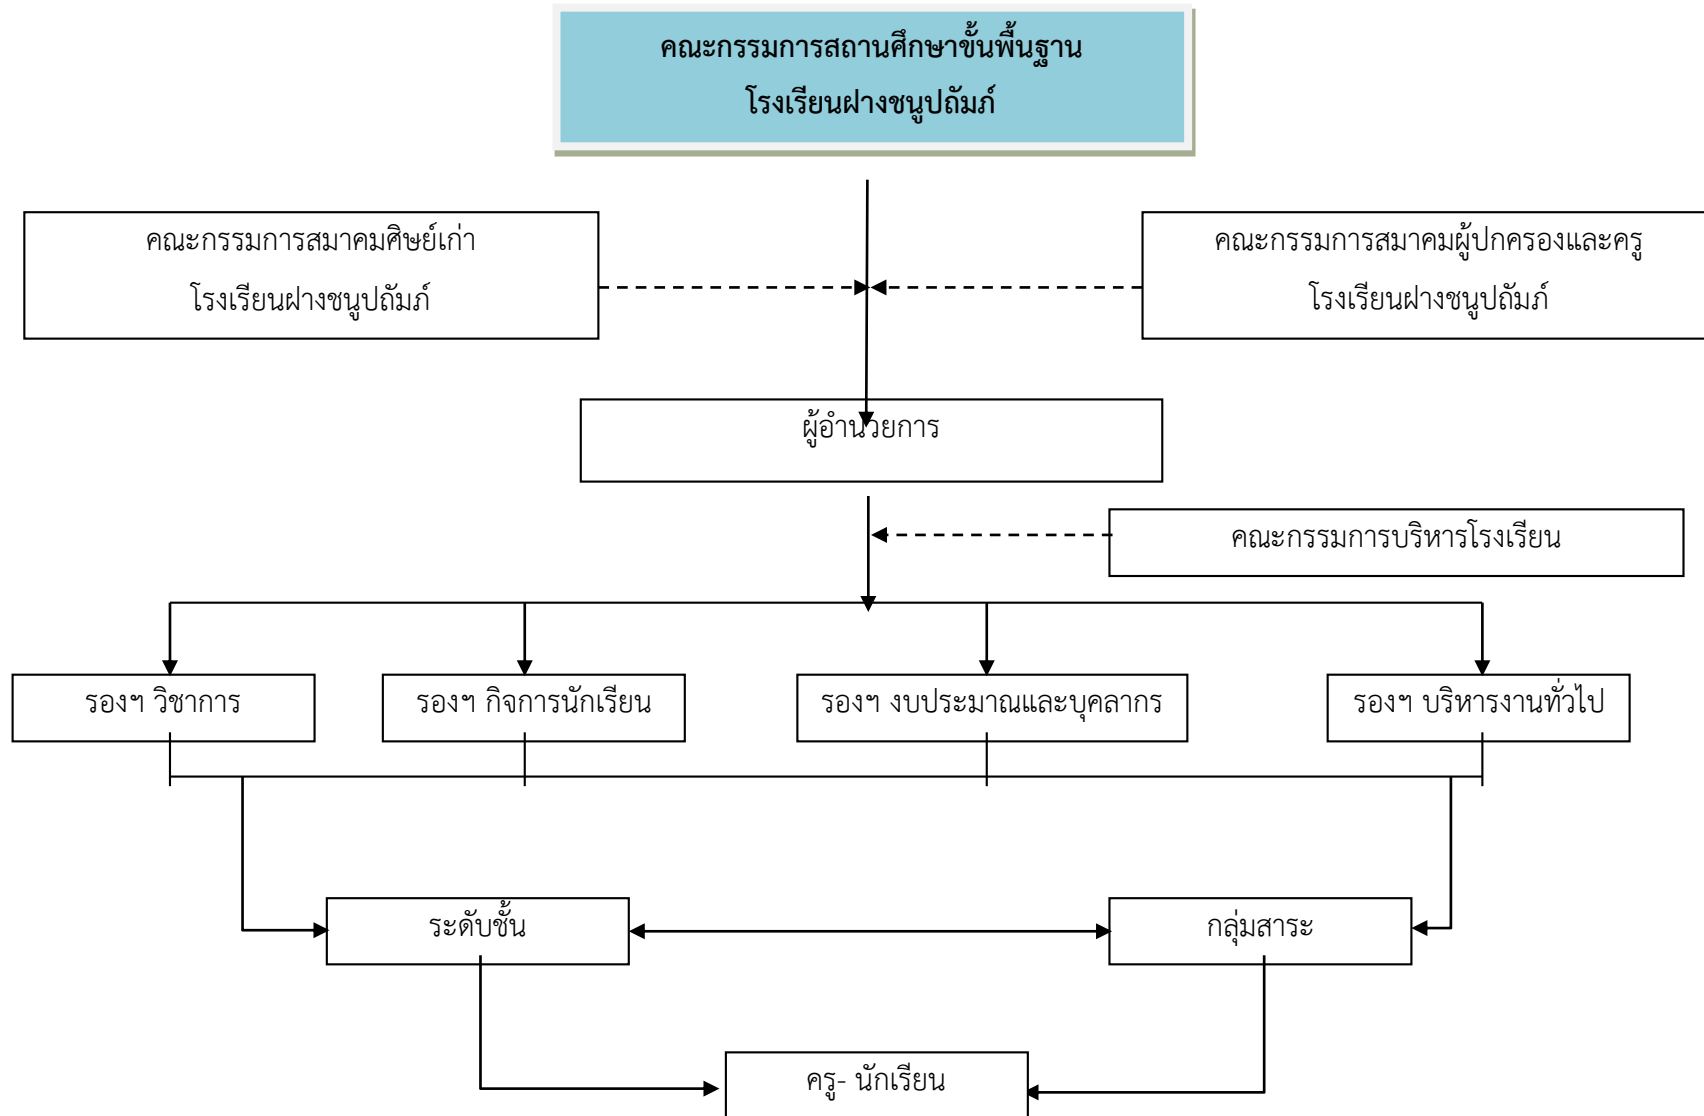 คณะกรรมการสถานศึกษาขั้นพื้นฐาน
โรงเรียนฝางชนูปถัมภ์
คณะกรรมการสมาคมศิษย์เก่า
โรงเรียนฝางชนูปถัมภ์
คณะกรรมการสมาคมผู้ปกครองและครู
โรงเรียนฝางชนูปถัมภ์
ผู้อำนวยการ
คณะกรรมการบริหารโรงเรียน
รองฯ วิชาการ
รองฯ กิจการนักเรียน
รองฯ งบประมาณและบุคลากร
รองฯ บริหารงานทั่วไป
ระดับชั้น
กลุ่มสาระ
ครู- นักเรียน